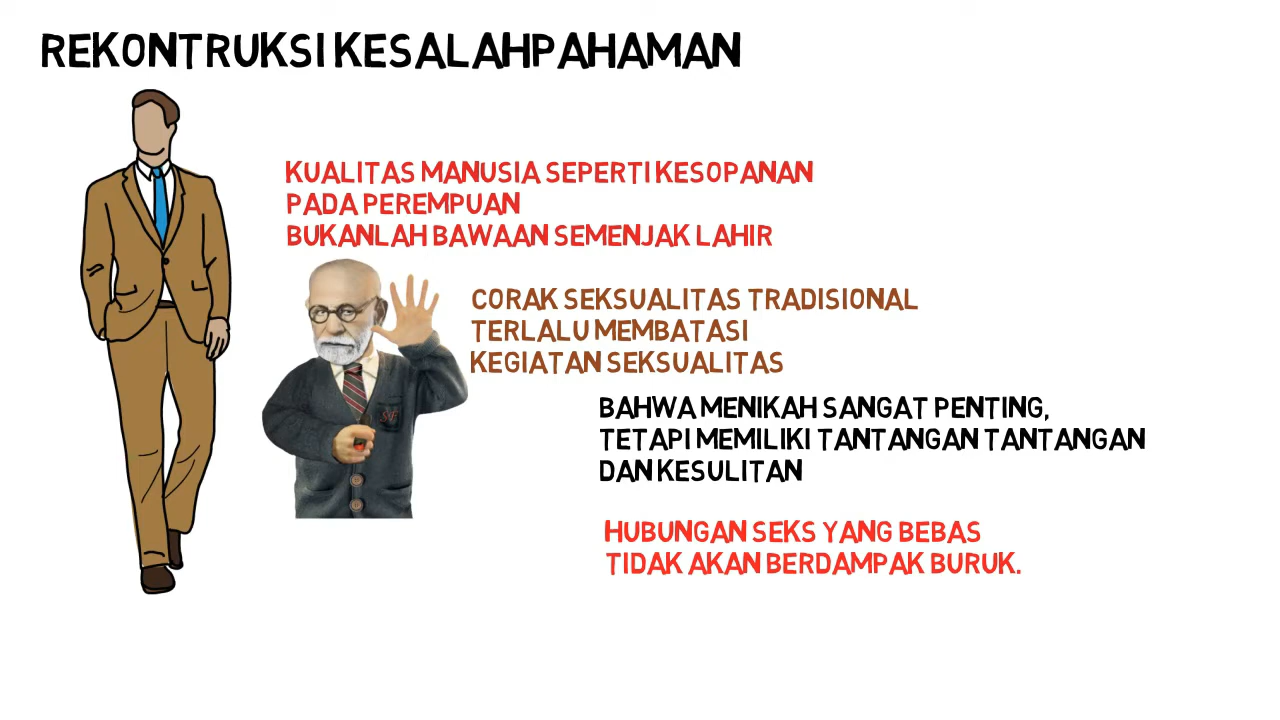 REKONTRUKSI KESALAHPAHAMAN
KUALITAS MANUSIA SEPERTI KESOPANAN
PADA PEREMPUAN
BUKANLAH BAWAAN SEMENJAK LAHIR
CORAK SEKSUALITAS TRADISIONAL
TERLALU MEMBATASI
KEGIATAN SEKSUALITAS
BAHWA MENIKAH SANGAT PENTING,
TETAPI MEMILIKI TANTANGAN TANTANGAN
DAN KESULITAN
HUBUNGAN SEKS YANG BEBAS
TIDAK AKAN BERDAMPAK BURUK.